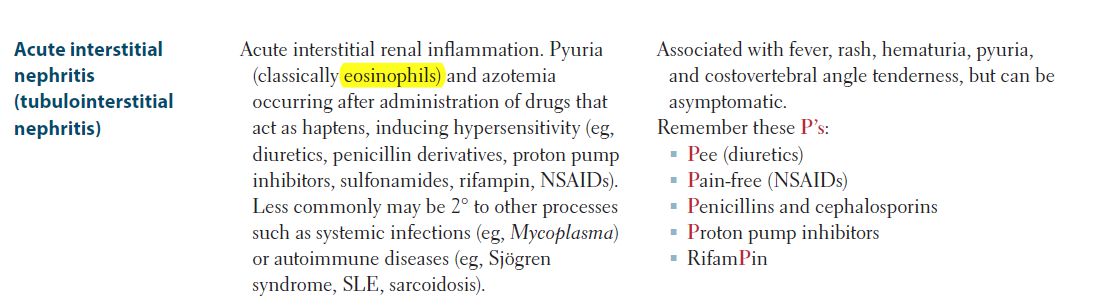 Acute interstitial
nephritis
(tubulointerstitial
nephritis)
Acute interstitial renal inflammation. Pyuria
(classically eosinophils) and azotemia
occurring after administration of drugs that
act as haptens, inducing hypersensitivity (eg,
diuretics, penicillin derivatives, proton pump
inhibitors, sulfonamides, rifampin, NSAIDs).
Less commonly may be 2° to other processes
such as systemic infections (eg, Mycoplasma)
or autoimmune diseases (eg, Sjögren
syndrome, SLE, sarcoidosis).
Associated with fever, rash, hematuria, pyuria,
and costovertebral angle tenderness, but can be
asymptomatic.
Remember these P’s:
▪ Pee (diuretics)
▪ Pain-free (NSAIDs)
▪ Penicillins and cephalosporins
▪ Proton pump inhibitors
▪ RifamPin